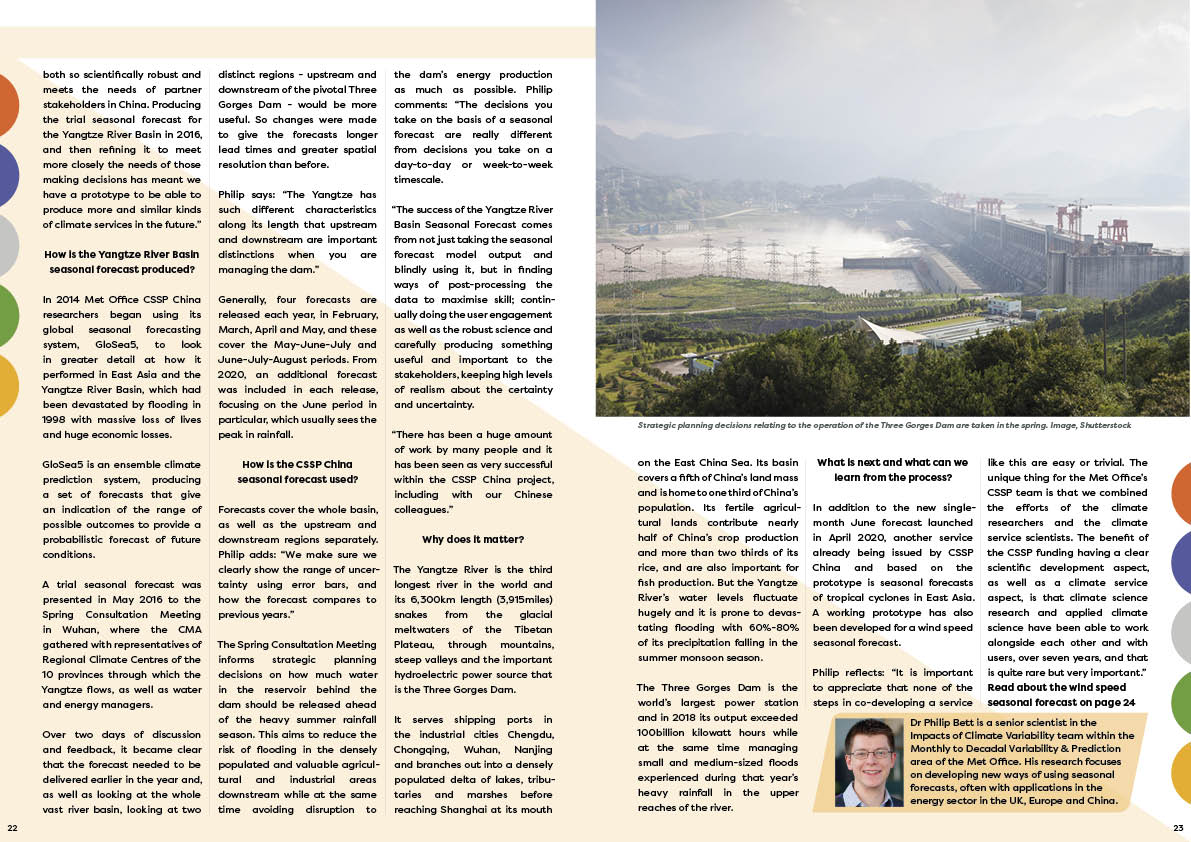 both so scientifically robust and
meets the needs of partner
stakeholders in China. Producing
the trial seasonal forecast for
the Yangtze River Basin in 2016,
and then refining it to meet
more closely the needs of those
making decisions has meant we
have a prototype to be able to
produce more and similar kinds
of climate services in the future.”
How is the Yangtze River Basin
seasonal forecast produced?
In 2014 Met Office CSSP China
researchers began using its
global seasonal forecasting
system, GloSea5, to look
in greater detail at how it
performed in East Asia and the
Yangtze River Basin, which had
been devastated by flooding in
1998 with massive loss of lives
and huge economic losses.
GloSea5 is an ensemble climate
prediction system, producing
a set of forecasts that give
an indication of the range of
possible outcomes to provide a
probabilistic forecast of future
conditions.
A trial seasonal forecast was
presented in May 2016 to the
Spring Consultation Meeting
in Wuhan, where the CMA
gathered with representatives of
Regional Climate Centres of the
10 provinces through which the
Yangtze flows, as well as water
and energy managers.
Over two days of discussion
and feedback, it became clear
that the forecast needed to be
delivered earlier in the year and,
as well as looking at the whole
vast river basin, looking at two
distinct regions - upstream and
downstream of the pivotal Three
Gorges Dam - would be more
useful. So changes were made
to give the forecasts longer
lead times and greater spatial
resolution than before.
Philip says: “The Yangtze has
such different characteristics
along its length that upstream
and downstream are important
distinctions when you are
managing the dam.”
Generally, four forecasts are
released each year, in February,
March, April and May, and these
cover the May-June-July and
June-July-August periods. From
2020, an additional forecast
was included in each release,
focusing on the June period in
particular, which usually sees the
peak in rainfall.
How is the CSSP China
seasonal forecast used?
Forecasts cover the whole basin,
as well as the upstream and
downstream regions separately.
Philip adds: “We make sure we
clearly show the range of uncer-
tainty using error bars, and
how the forecast compares to
previous years.”
The Spring Consultation Meeting
informs strategic planning
decisions on how much water
in the reservoir behind the
dam should be released ahead
of the heavy summer rainfall
season. This aims to reduce the
risk of flooding in the densely
populated and valuable agricul-
tural and industrial areas
downstream while at the same
time avoiding disruption to
the dam’s energy production
as much as possible. Philip
comments: “The decisions you
take on the basis of a seasonal
forecast are really different
from decisions you take on a
day-to-day or week-to-week
timescale.
“The success of the Yangtze River
Basin Seasonal Forecast comes
from not just taking the seasonal
forecast model output and
blindly using it, but in finding
ways of post-processing the
data to maximise skill; contin-
ually doing the user engagement
as well as the robust science and
carefully producing something
useful and important to the
stakeholders, keeping high levels
of realism about the certainty
and uncertainty.
“There has been a huge amount
of work by many people and it
has been seen as very successful
within the CSSP China project,
including with our Chinese
colleagues.”
Why does it matter?
The Yangtze River is the third
longest river in the world and
its 6,300km length (3,915miles)
snakes from the glacial
meltwaters of the Tibetan
Plateau, through mountains,
steep valleys and the important
hydroelectric power source that
is the Three Gorges Dam.
It serves shipping ports in
the industrial cities Chengdu,
Chongqing, Wuhan, Nanjing
and branches out into a densely
populated delta of lakes, tribu-
taries and marshes before
reaching Shanghai at its mouth
22
Strategic planning decisions relating to the operation of the Three Gorges Dam are taken in the spring. Image, Shutterstock
on the East China Sea. Its basin
covers a fifth of China’s land mass
and is home to one third of China’s
population. Its fertile agricul-
tural lands contribute nearly
half of China’s crop production
and more than two thirds of its
rice, and are also important for
fish production. But the Yangtze
River’s water levels fluctuate
hugely and it is prone to devas-
tating flooding with 60%-80%
of its precipitation falling in the
summer monsoon season.
The Three Gorges Dam is the
world’s largest power station
and in 2018 its output exceeded
100billion kilowatt hours while
at the same time managing
small and medium-sized floods
experienced during that year’s
heavy rainfall in the upper
reaches of the river.
What is next and what can we
learn from the process?
In addition to the new single-
month June forecast launched
in April 2020, another service
already being issued by CSSP
China and based on the
prototype is seasonal forecasts
of tropical cyclones in East Asia.
A working prototype has also
been developed for a wind speed
seasonal forecast.
Philip reflects: “It is important
to appreciate that none of the
steps in co-developing a service
like this are easy or trivial. The
unique thing for the Met Office’s
CSSP team is that we combined
the efforts of the climate
researchers and the climate
service scientists. The benefit of
the CSSP funding having a clear
scientific development aspect,
as well as a climate service
aspect, is that climate science
research and applied climate
science have been able to work
alongside each other and with
users, over seven years, and that
is quite rare but very important.”
Read about the wind speed
seasonal forecast on page 24
Dr Philip Bett is a senior scientist in the
Impacts of Climate Variability team within the
Monthly to Decadal Variability & Prediction
area of the Met Office. His research focuses
on developing new ways of using seasonal
forecasts, often with applications in the
energy sector in the UK, Europe and China.
23